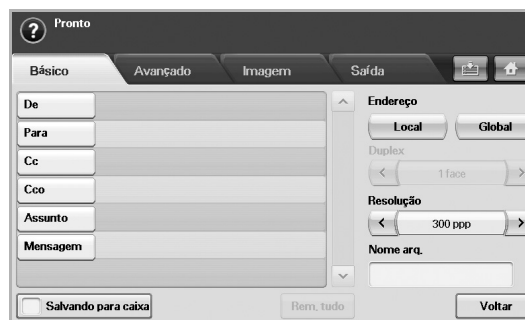 Pronto
Básico Avançado Imagem Saída
De
Para
Cc
Cco
Assunto
Mensagem
Salvando para caixa
Rem. tudo
Endereço
Local Global
Duplex
1 face
Resolução
300 ppp
Nome arq.
Voltar